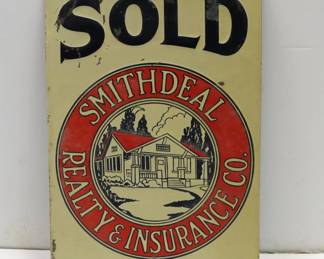 SOLD
SMITHDEAL
REALTY & INSURANCE CO.